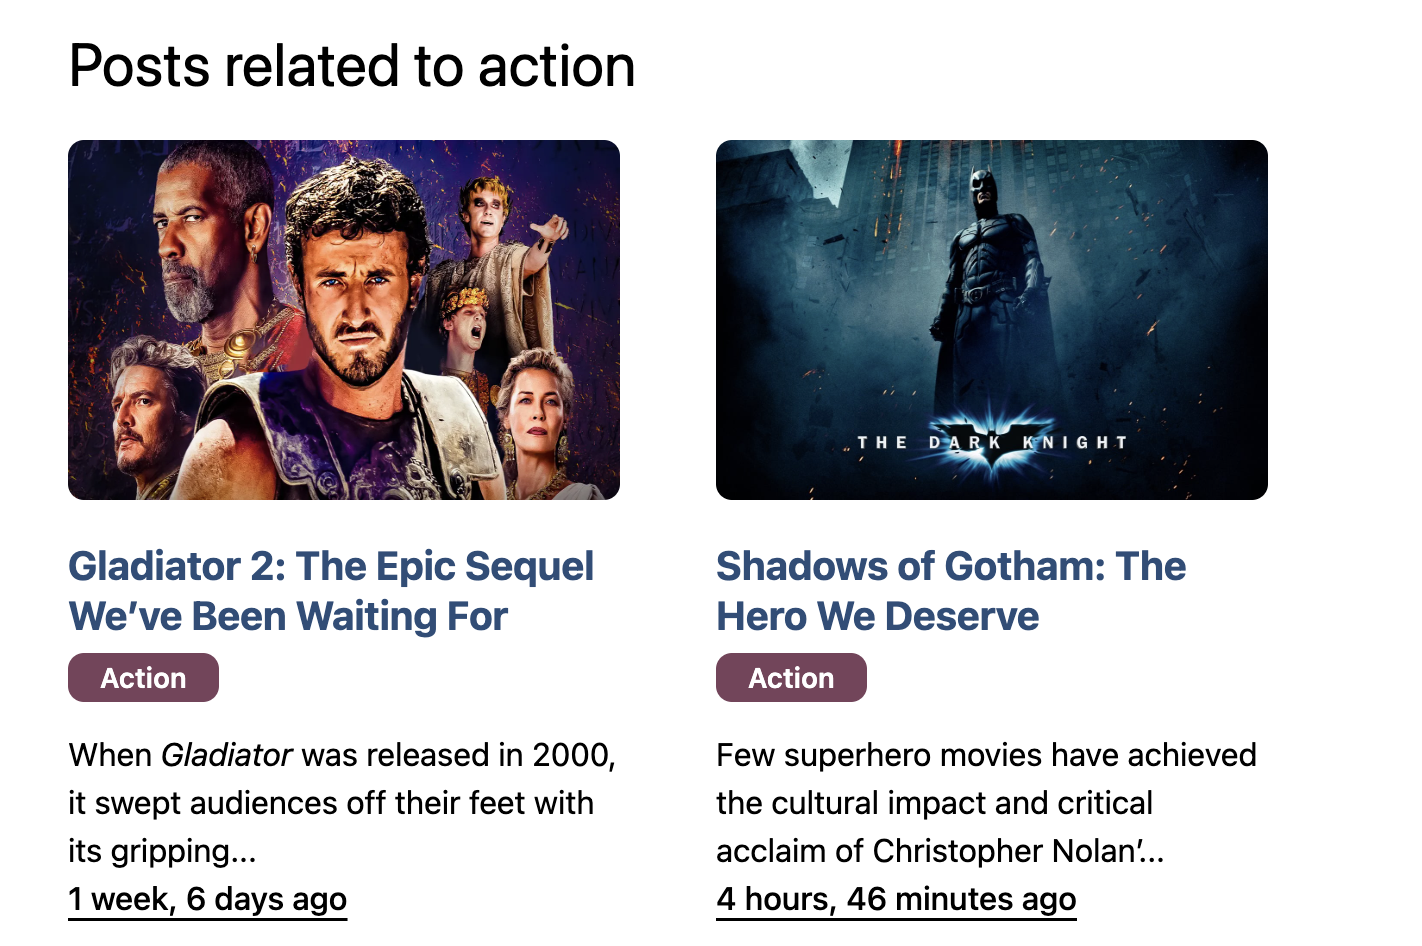 Posts related to action
THE DARK KNIGHT
Gladiator 2: The Epic Sequel
We’ve Been Waiting For
Action
When Gladiator was released in 2000,
it swept audiences off their feet with
its gripping...
1 week, 6 days ago
Shadows of Gotham: The
Hero We Deserve
Action
Few superhero movies have achieved
the cultural impact and critical
acclaim of Christopher Nolan’...
4 hours, 46 minutes ago